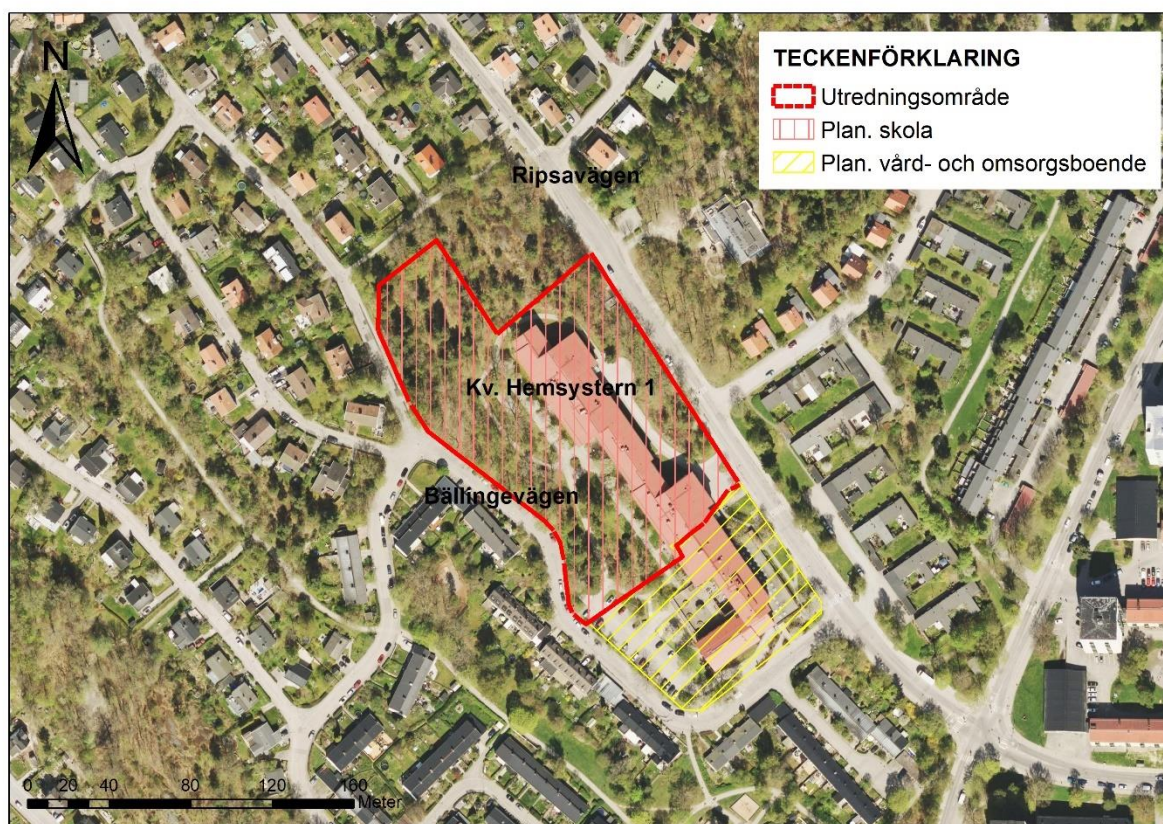 N
TECKENFÖRKLARING
Utredningsområde
Plan. skola
Plan. vård- och omsorgsboende
Ripsavägen
Kv. Hemsystern 1
Bällingevägen
0 20 40 80 120 160
Meter